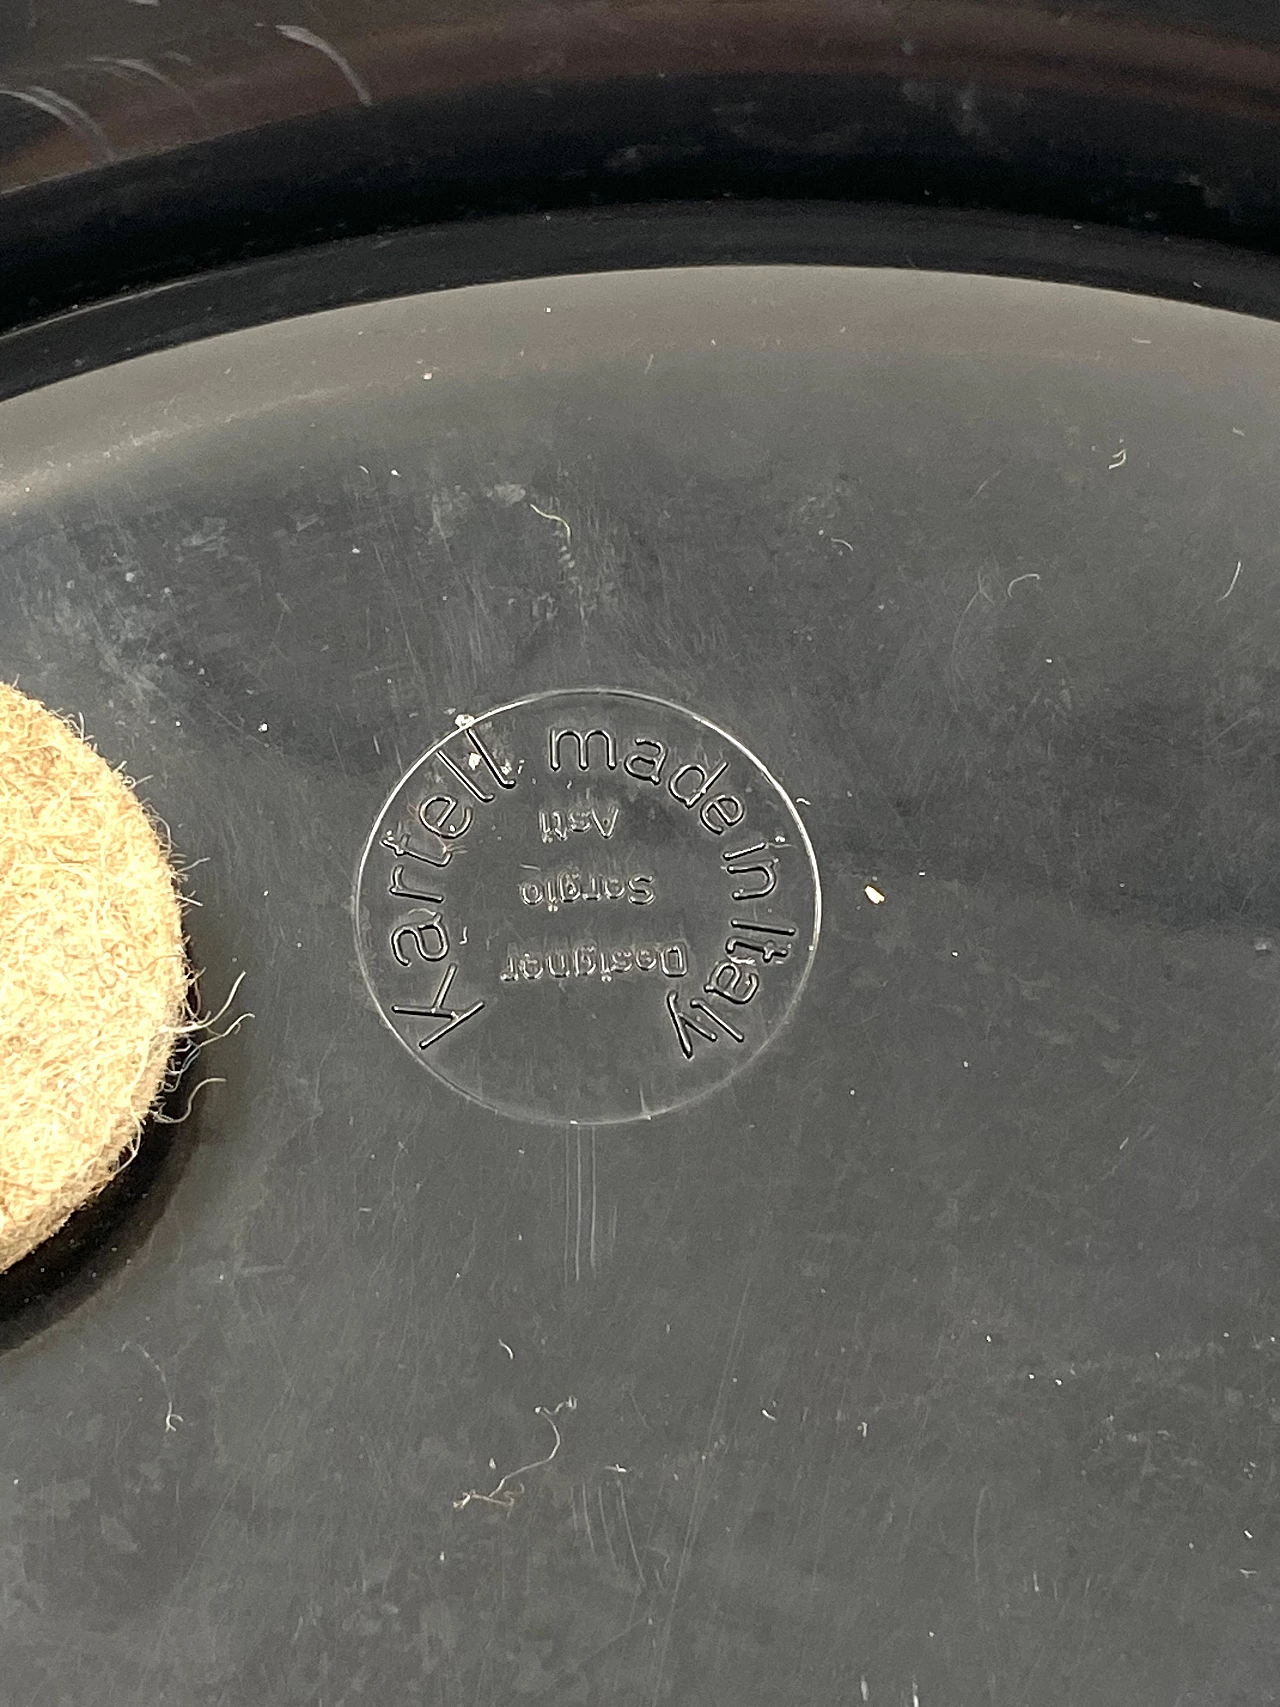 Kartell made in Italy
Designer
Sergio
Asti